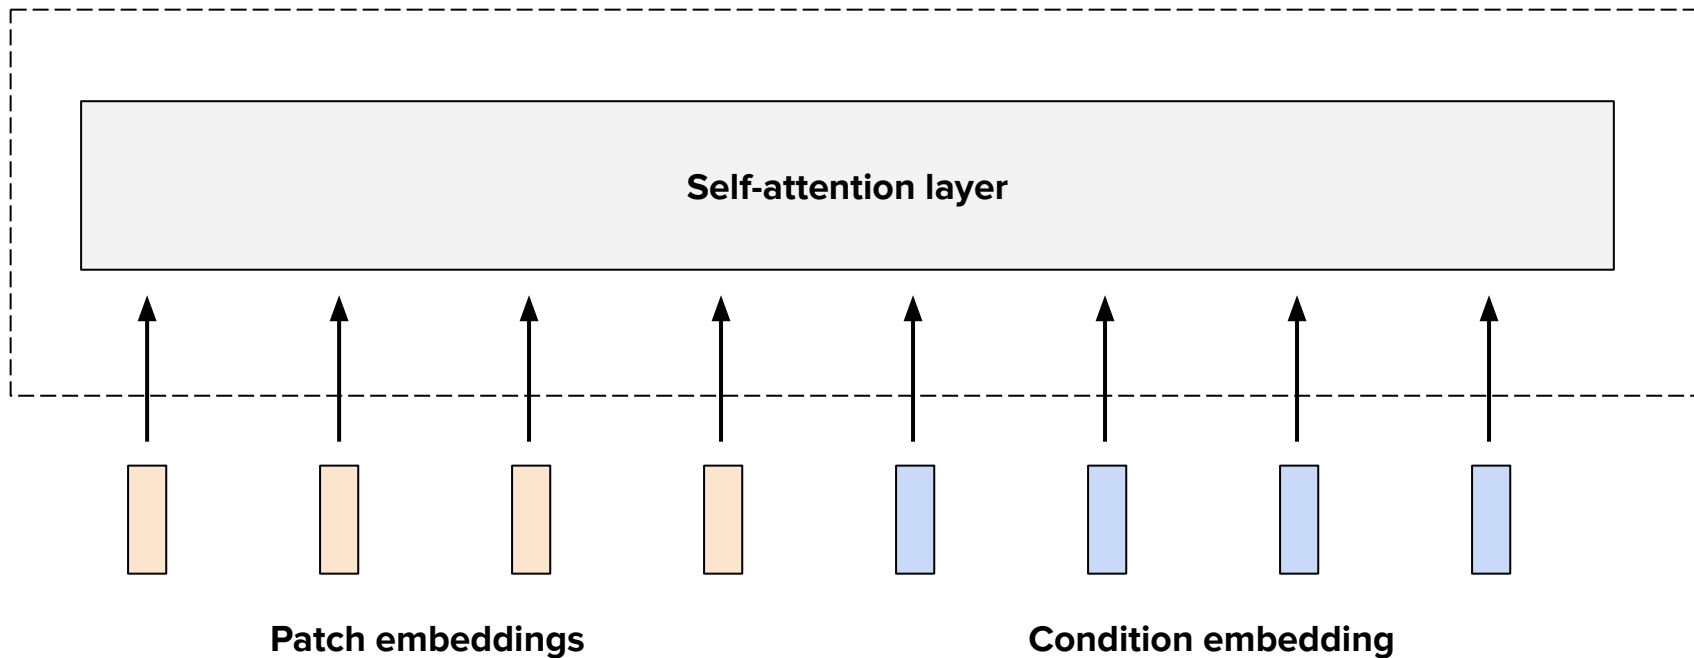 Self-attention layer
Patch embeddings
Condition embedding